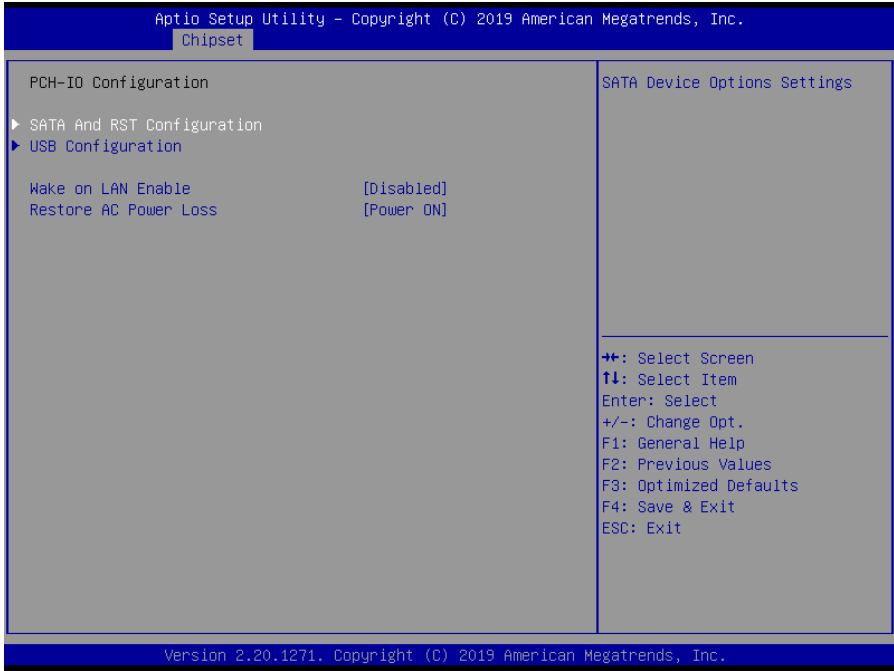 Aptio Setup Utility – Copyright (C) 2019 American Megatrends, Inc.
Chipset
PCH-IO Configuration
SATA And RST Configuration
USB Configuration
Wake on LAN Enable [Disabled]
Restore AC Power Loss [Power ON]
SATA Device Options Settings
→←: Select Screen
↑↓: Select Item
Enter: Select
+/-: Change Opt.
F1: General Help
F2: Previous Values
F3: Optimized Defaults
F4: Save & Exit
ESC: Exit
Version 2.20.1271. Copyright (C) 2019 American Megatrends, Inc.